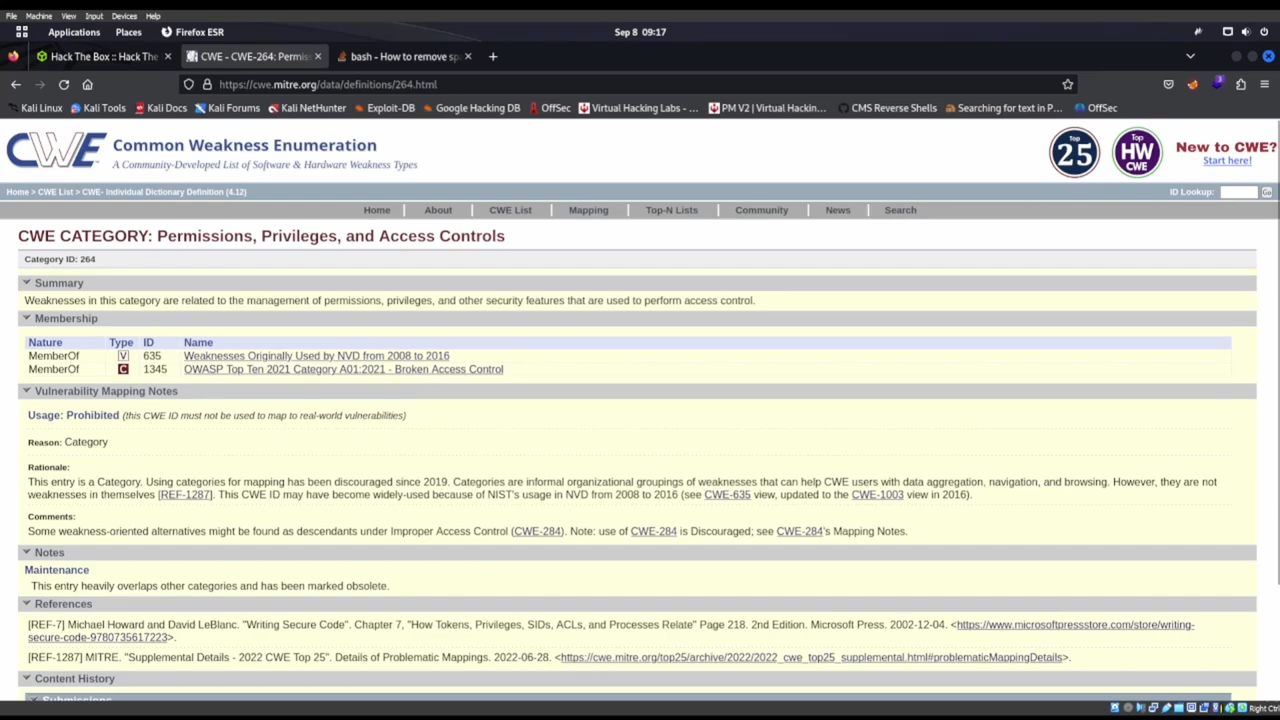 File Machine View Input Devices Help
Applications Places Firefox ESR Sep 8 09:17
Hack The Box :: Hack The CWE - CWE-264: Permis bash - How to remove sp
https://cwe.mitre.org/data/definitions/264.html 3
Kali Linux Kali Tools Kali Docs Kali Forums Kali NetHunter Exploit-DB Google Hacking DB OffSec Virtual Hacking Labs - ... PM V2 | Virtual Hackin... CMS Reverse Shells Searching for text in P... OffSec
CWE Common Weakness Enumeration
A Community-Developed List of Software & Hardware Weakness Types
Top 25 Top HW CWE New to CWE?
Start here!
Home > CWE List > CWE- Individual Dictionary Definition (4.12) ID Lookup: Go
Home About CWE List Mapping Top-N Lists Community News Search
CWE CATEGORY: Permissions, Privileges, and Access Controls
Category ID: 264
Summary
Weaknesses in this category are related to the management of permissions, privileges, and other security features that are used to perform access control.
Membership
Nature Type ID Name
MemberOf V 635 Weaknesses Originally Used by NVD from 2008 to 2016
MemberOf C 1345 OWASP Top Ten 2021 Category A01:2021 - Broken Access Control
Vulnerability Mapping Notes
Usage: Prohibited (this CWE ID must not be used to map to real-world vulnerabilities)
Reason: Category
Rationale:
This entry is a Category. Using categories for mapping has been discouraged since 2019. Categories are informal organizational groupings of weaknesses that can help CWE users with data aggregation, navigation, and browsing. However, they are not
weaknesses in themselves [REF-1287]. This CWE ID may have become widely-used because of NIST's usage in NVD from 2008 to 2016 (see CWE-635 view, updated to the CWE-1003 view in 2016).
Comments:
Some weakness-oriented alternatives might be found as descendants under Improper Access Control (CWE-284). Note: use of CWE-284 is Discouraged; see CWE-284's Mapping Notes.
Notes
Maintenance
This entry heavily overlaps other categories and has been marked obsolete.
References
[REF-7] Michael Howard and David LeBlanc. "Writing Secure Code". Chapter 7, "How Tokens, Privileges, SIDs, ACLs, and Processes Relate" Page 218. 2nd Edition. Microsoft Press. 2002-12-04. <https://www.microsoftpressstore.com/store/writing-
secure-code-9780735617223>.
[REF-1287] MITRE. "Supplemental Details - 2022 CWE Top 25". Details of Problematic Mappings. 2022-06-28. <https://cwe.mitre.org/top25/archive/2022/2022_cwe_top25_supplemental.html#problematicMappingDetails>.
Content History
Submissions
Right Ctrl